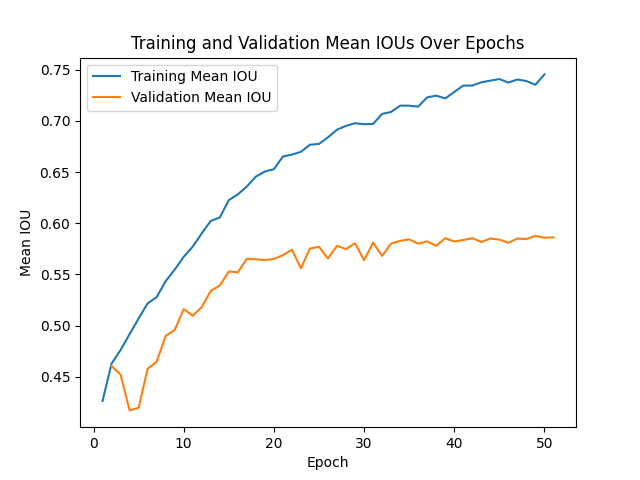 Training and Validation Mean IOUs Over Epochs
Training Mean IOU
Validation Mean IOU
0.75
0.70
0.65
0.60
0.55
0.50
0.45
Mean IOU
0 10 20 30 40 50
Epoch